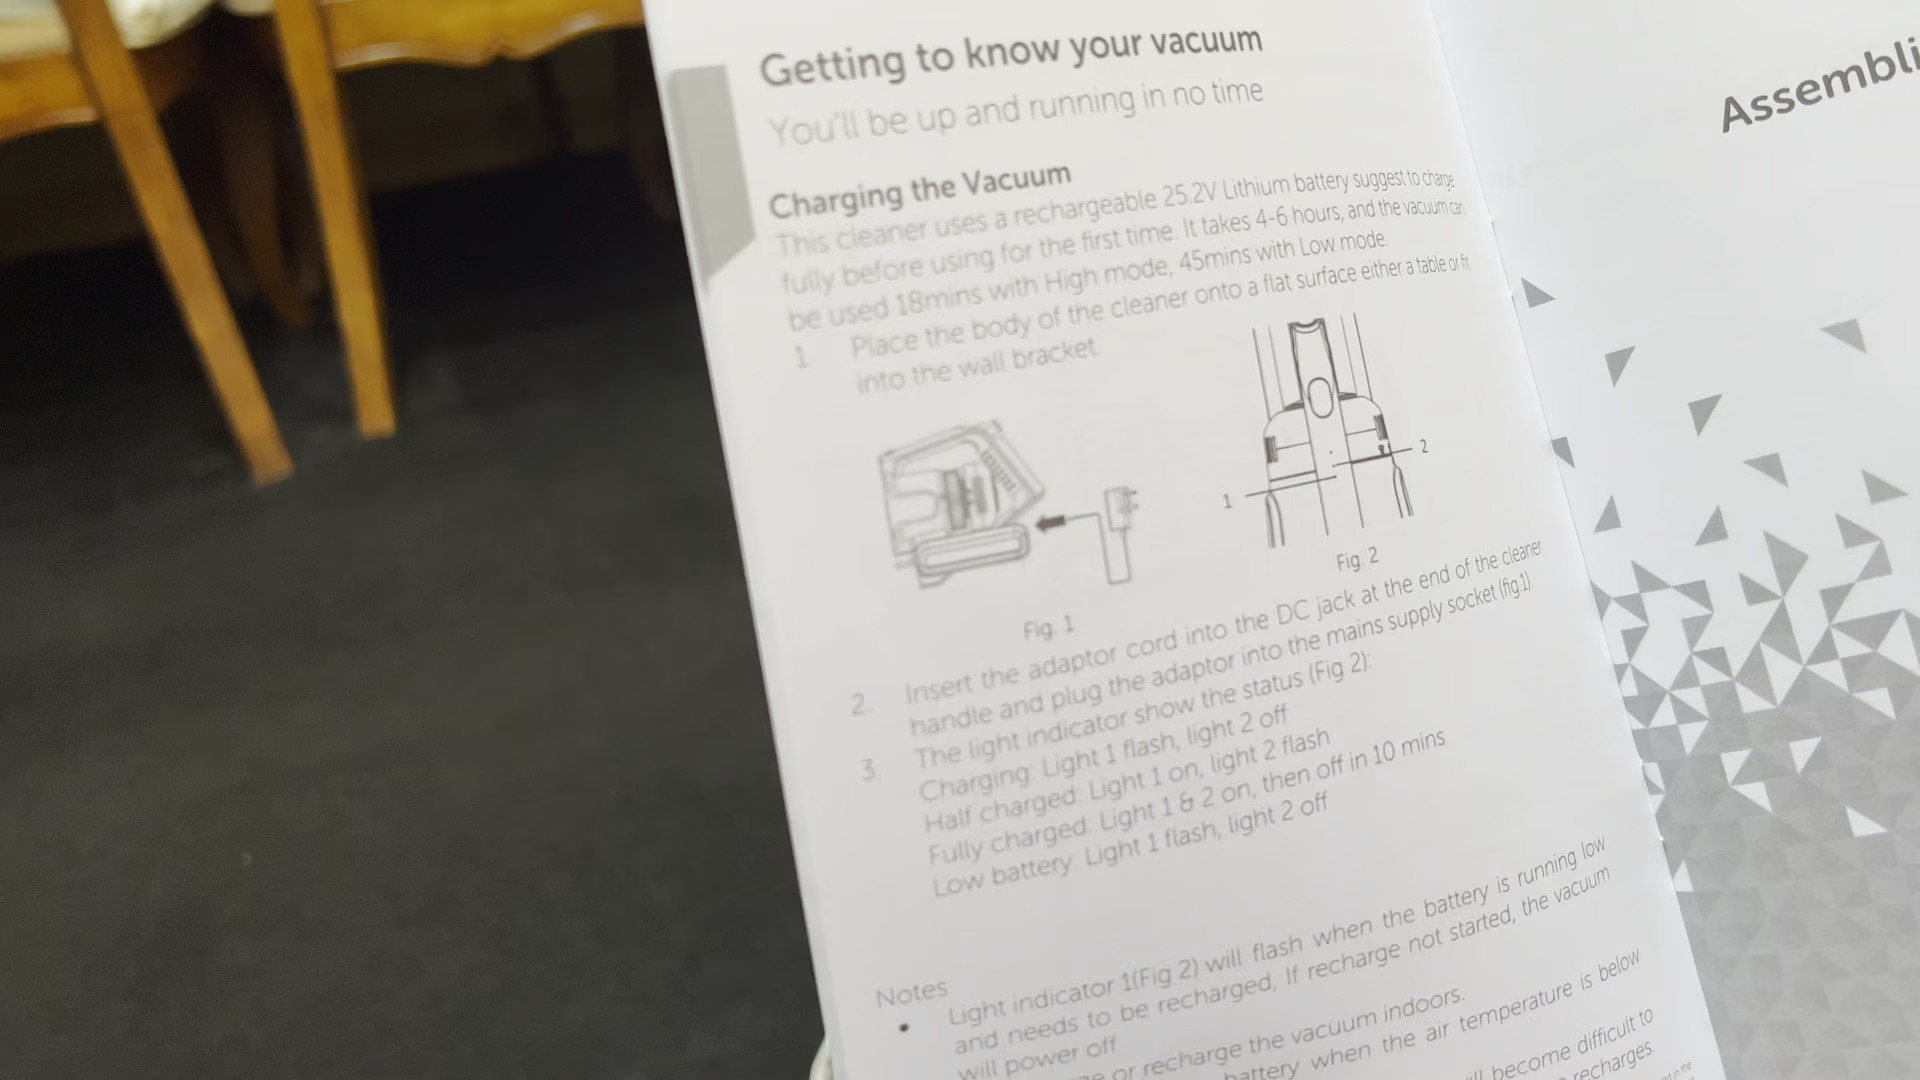 Getting to know your vacuum
You'll be up and running in no time
Charging the Vacuum
This cleaner uses a rechargeable 25.2V Lithium battery suggest to charge
fully before using for the first time. It takes 4-6 hours, and the vacuum can
be used 18mins with High mode, 45mins with Low mode.
1. Place the body of the cleaner onto a flat surface either a table or fit
into the wall bracket.
1
2
Fig. 1
Fig. 2
2. Insert the adaptor cord into the DC jack at the end of the cleaner
handle and plug the adaptor into the mains supply socket (fig.1).
3. The light indicator show the status (Fig 2):
Charging: Light 1 flash, light 2 off
Half charged: Light 1 on, light 2 flash
Fully charged: Light 1 & 2 on, then off in 10 mins
Low battery: Light 1 flash, light 2 off
Notes
• Light indicator 1(Fig 2) will flash when the battery is running low
and needs to be recharged, If recharge not started, the vacuum
will power off.
or recharge the vacuum indoors.
battery when the air temperature is below
become difficult to
recharges.
Assembli